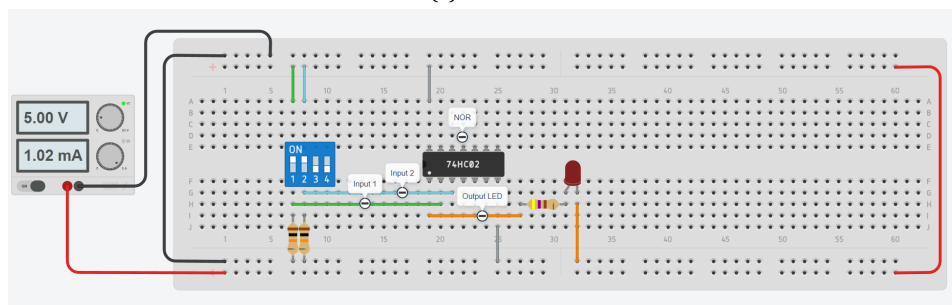 NOR
1 5 10 15 20 25 30 35 40 45 50 55 60
A A
B B
C C
D D
E E
5.00 V
1.02 mA
ON
1 2 3 4
74HC02
Input 1
Input 2
Output LED
F F
G G
H H
I I
J J
1 5 10 15 20 25 30 35 40 45 50 55 60